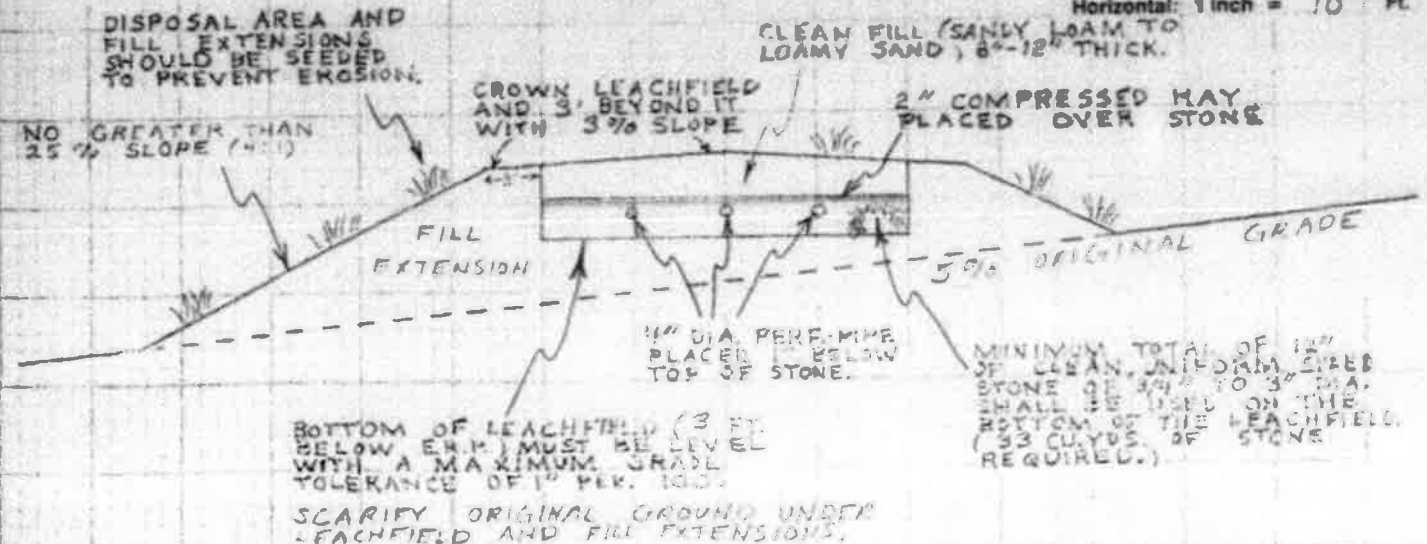 Horizontal: 1 inch = 10 Ft.
DISPOSAL AREA AND
FILL EXTENSIONS
SHOULD BE SEEDED
TO PREVENT EROSION.
CLEAN FILL (SANDY LOAM TO
LOAMY SAND) 8"-12" THICK.
CROWN LEACHFIELD
AND 3' BEYOND IT
WITH 3% SLOPE
2" COMPRESSED HAY
PLACED OVER STONE
NO GREATER THAN
25% SLOPE (4:1)
3'
FILL
EXTENSION
5% ORIGINAL GRADE
4" DIA. PERF. PIPE
PLACED BELOW
TOP OF STONE.
MINIMUM TOTAL OF 12"
OF CLEAN, UNIFORM SIZED
STONE OF 3/4" TO 3" DIA.
SHALL BE USED ON THE
BOTTOM OF THE LEACHFIELD.
(33 CU.YDS. OF STONE
REQUIRED.)
BOTTOM OF LEACHFIELD (3 FT.
BELOW E.R.P.) MUST BE LEVEL
WITH A MAXIMUM GRADE
TOLERANCE OF 1" PER.
SCARIFY ORIGINAL GROUND UNDER
LEACHFIELD AND FILL EXTENSIONS.